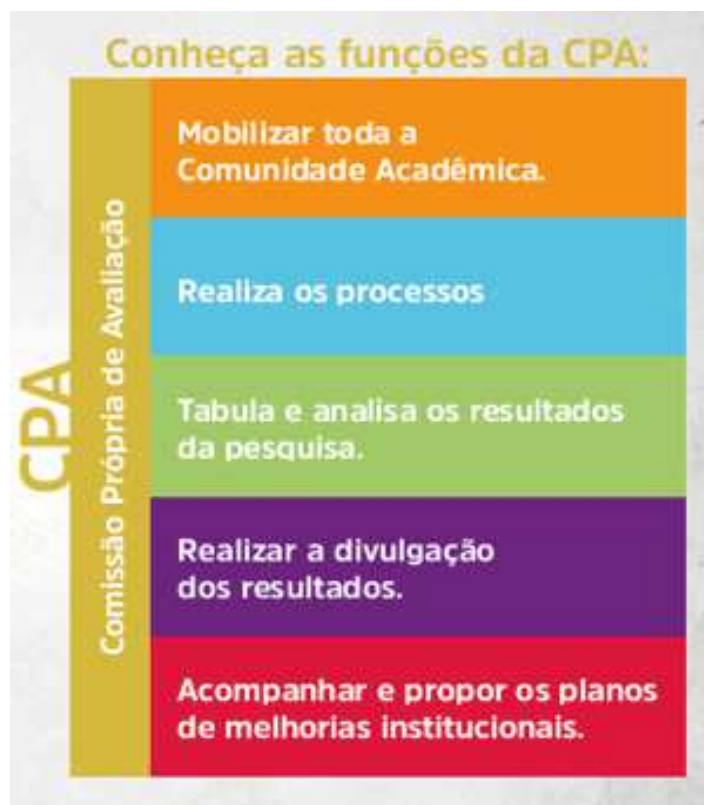 Conheça as funções da CPA:
CPA
Comissão Própria de Avaliação
Mobilizar toda a
Comunidade Acadêmica.
Realiza os processos
Tabula e analisa os resultados
da pesquisa.
Realizar a divulgação
dos resultados.
Acompanhar e propor os planos
de melhorias institucionais.